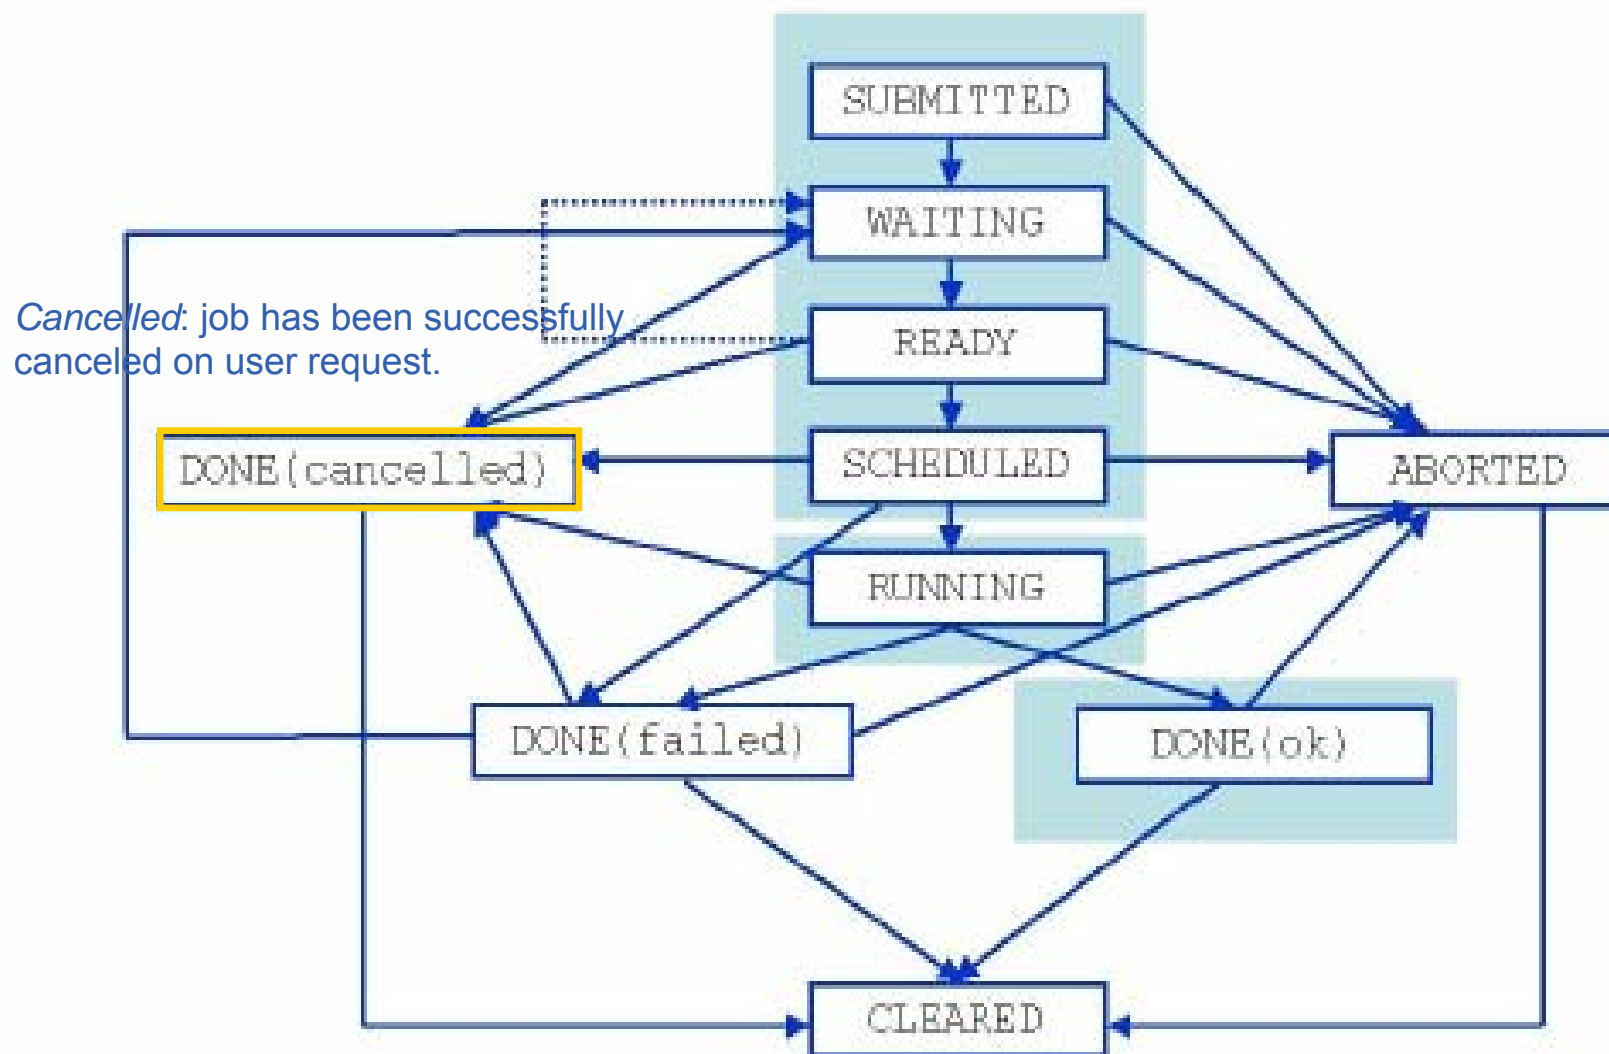 SUBMITTED
WAITING
Cancelled: job has been successfully
canceled on user request.
READY
DONE(cancelled)
SCHEDULED
ABORTED
RUNNING
DONE(failed)
DONE(ok)
CLEARED